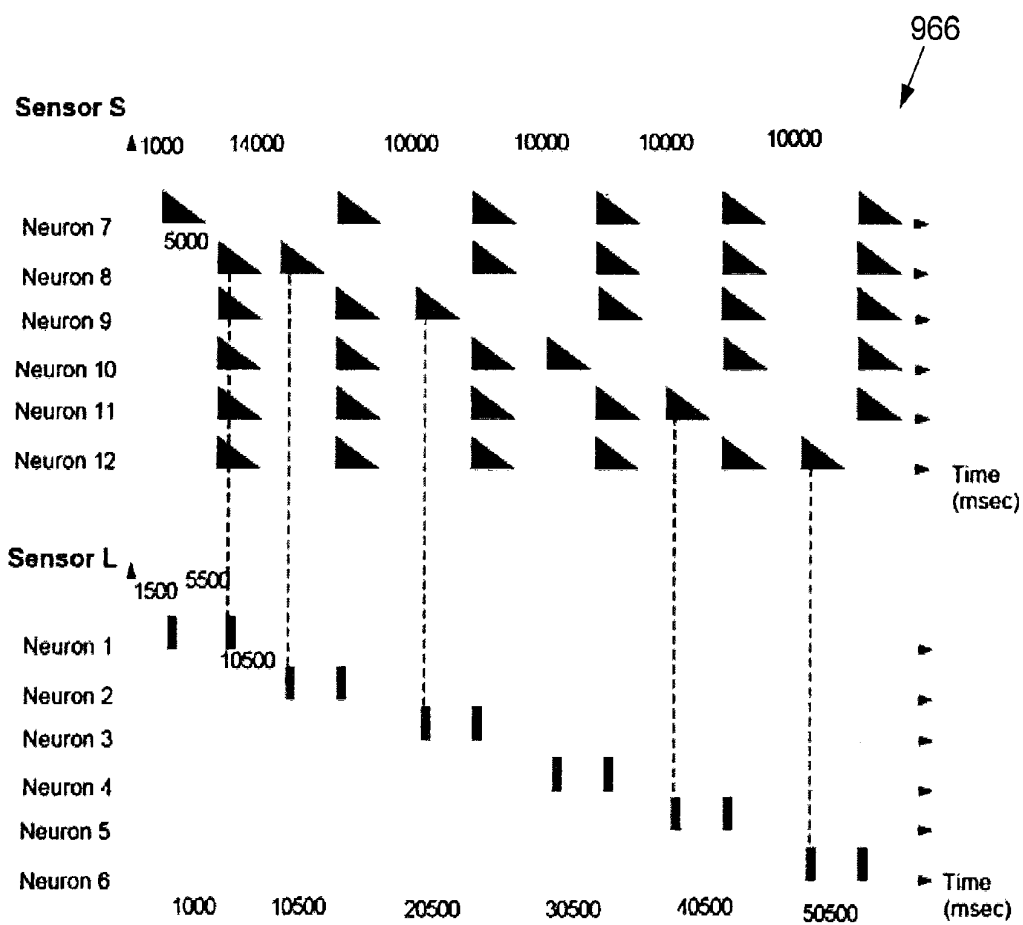 966
Sensor S
1000 14000 10000 10000 10000 10000
Neuron 7
5000
Neuron 8
Neuron 9
Neuron 10
Neuron 11
Neuron 12
Time
(msec)
Sensor L
1500 5500
Neuron 1
10500
Neuron 2
Neuron 3
Neuron 4
Neuron 5
Neuron 6
Time
(msec)
1000 10500 20500 30500 40500 50500